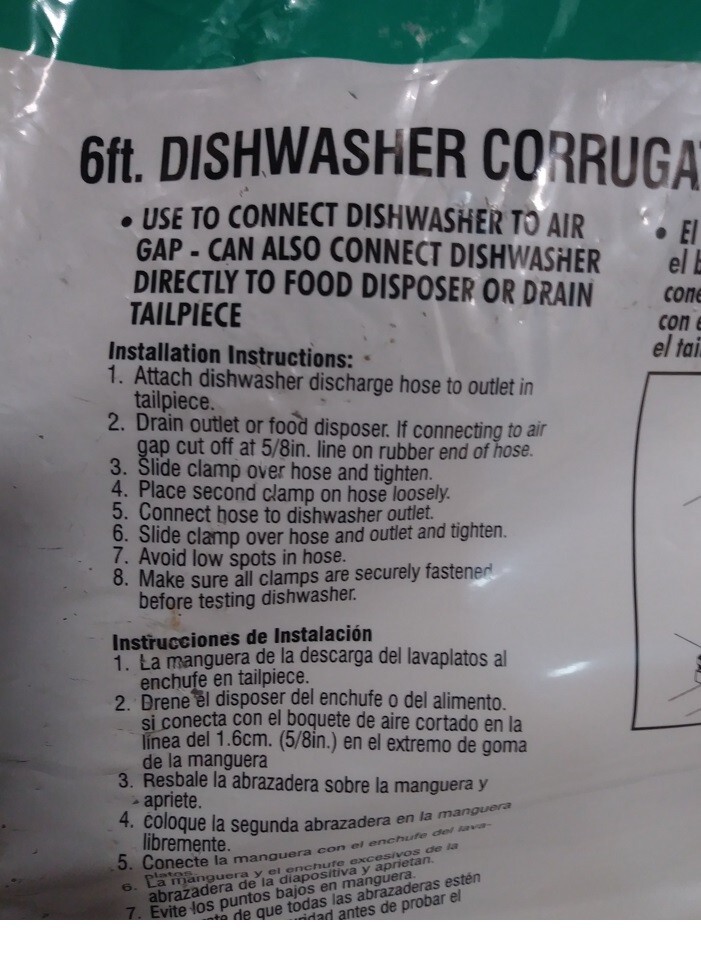 6ft. DISHWASHER CORRUGA
• USE TO CONNECT DISHWASHER TO AIR
GAP - CAN ALSO CONNECT DISHWASHER
DIRECTLY TO FOOD DISPOSER OR DRAIN
TAILPIECE
Installation Instructions:
1. Attach dishwasher discharge hose to outlet in
tailpiece.
2. Drain outlet or food disposer. If connecting to air
gap cut off at 5/8in. line on rubber end of hose.
3. Slide clamp over hose and tighten.
4. Place second clamp on hose loosely.
5. Connect hose to dishwasher outlet.
6. Slide clamp over hose and outlet and tighten.
7. Avoid low spots in hose.
8. Make sure all clamps are securely fastened
before testing dishwasher.
Instrucciones de Instalación
1. La manguera de la descarga del lavaplatos al
enchufe en tailpiece.
2. Drene el disposer del enchufe o del alimento.
si conecta con el boquete de aire cortado en la
línea del 1.6cm. (5/8in.) en el extremo de goma
de la manguera
3. Resbale la abrazadera sobre la manguera y
apriete.
4. coloque la segunda abrazadera en la manguera
libremente.
5. Conecte la manguera con el enchufe del lava-
platos.
6. La manguera y el enchufe excesivos de la
abrazadera de la diapositiva y aprietan.
7. Evite los puntos bajos en manguera.
de que todas las abrazaderas estén
antes de probar el
• El
el
con
el tai